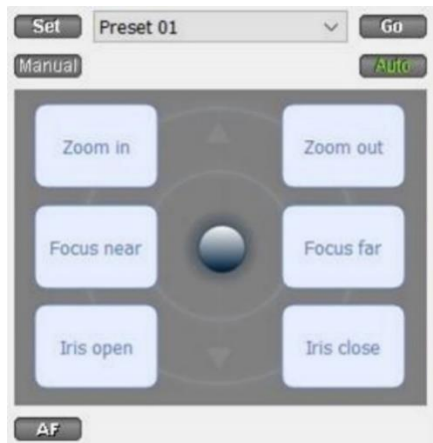 Set Preset 01 Go
Manual Auto
Zoom in Zoom out
Focus near Focus far
Iris open Iris close
AF